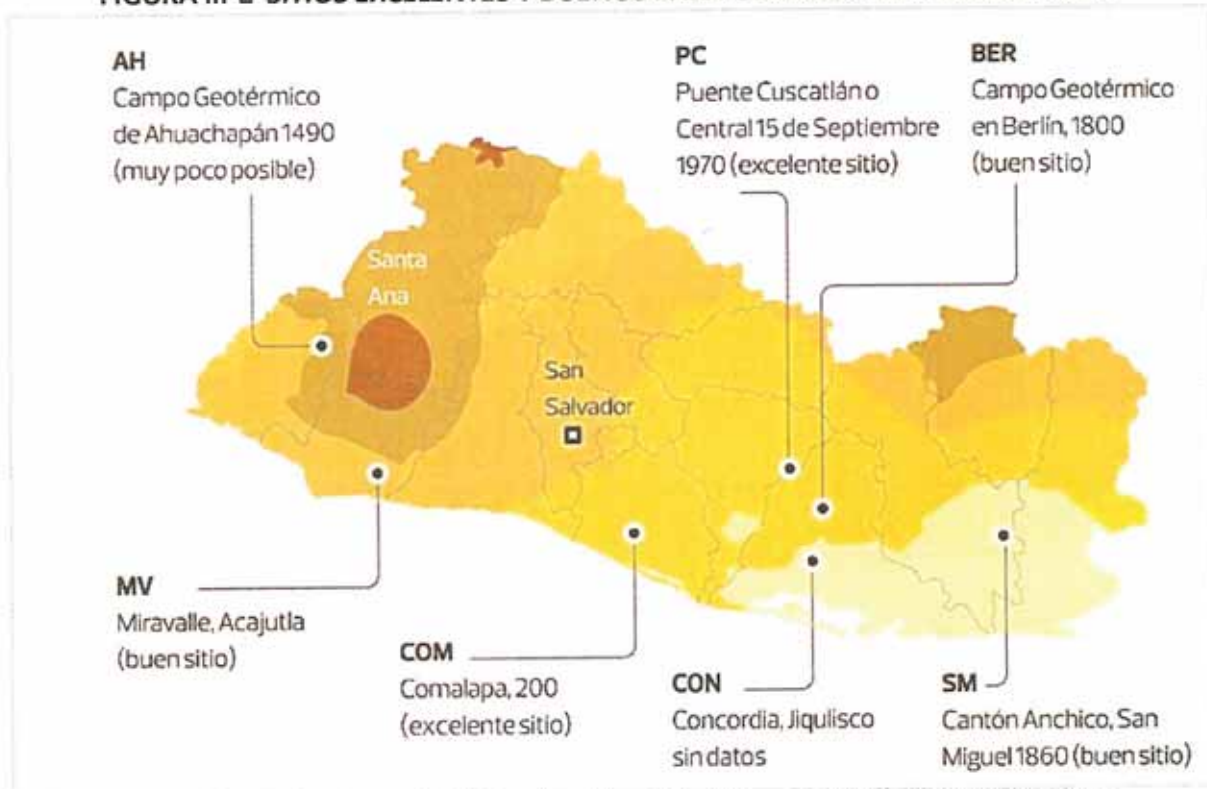 AH
Campo Geotérmico
de Ahuachapán 1490
(muy poco posible)
PC
Puente Cuscatlán o
Central 15 de Septiembre
1970 (excelente sitio)
BER
Campo Geotérmico
en Berlín, 1800
(buen sitio)
Santa
Ana
San
Salvador
MV
Miravalle, Acajutla
(buen sitio)
COM
Comalapa, 200
(excelente sitio)
CON
Concordia, Jiqulisco
sin datos
SM
Cantón Anchico, San
Miguel 1860 (buen sitio)